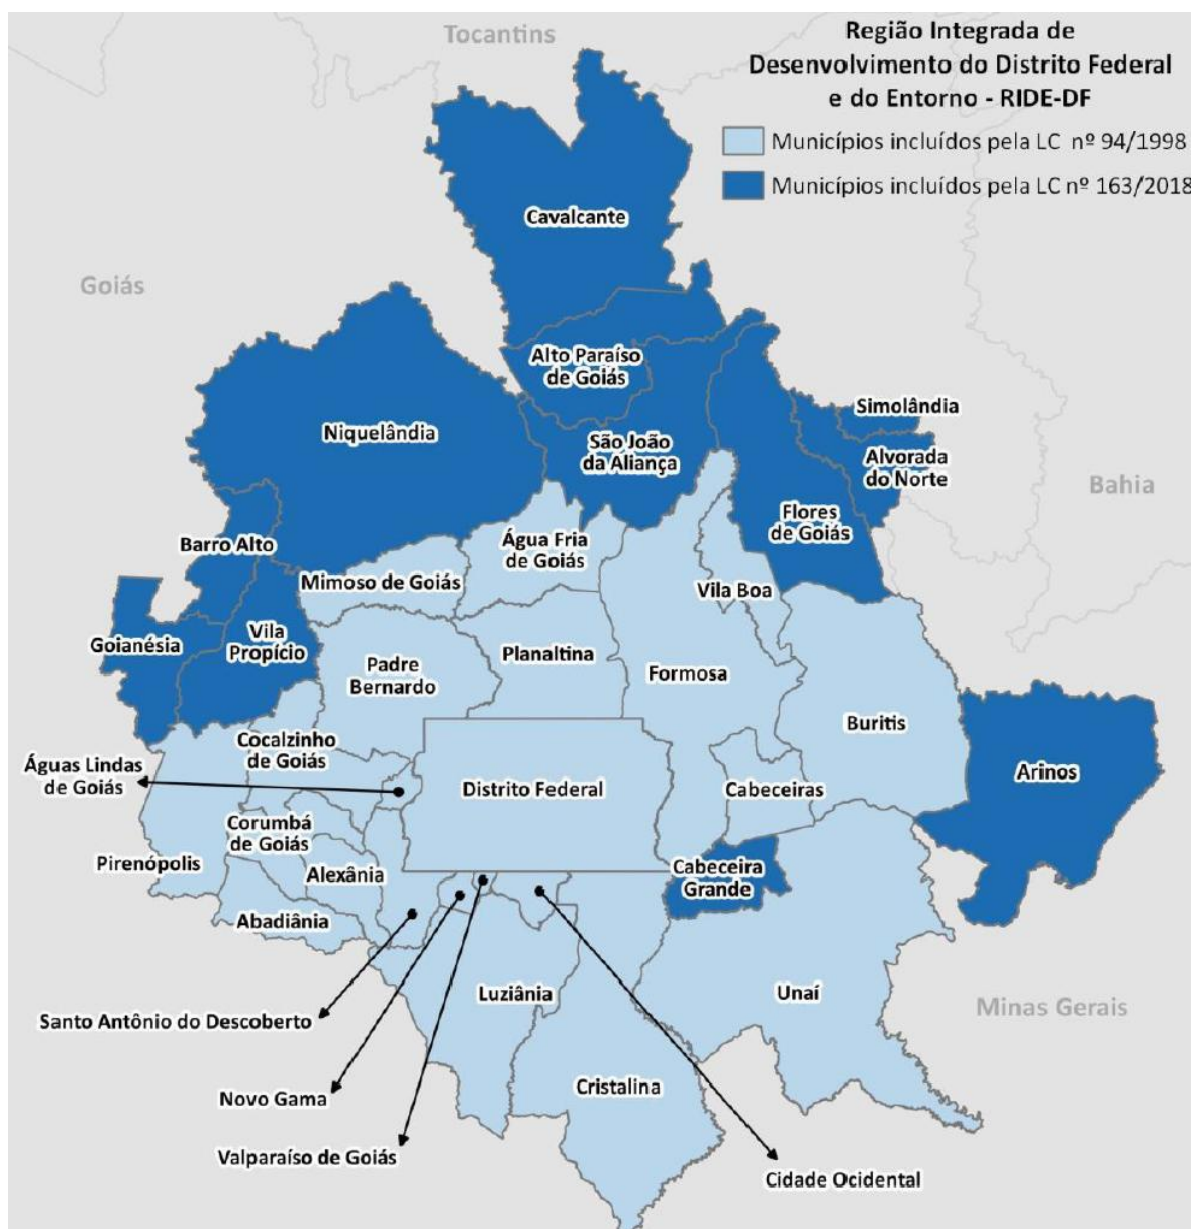 Tocantins
Região Integrada de
Desenvolvimento do Distrito Federal
e do Entorno - RIDE-DF
Municípios incluídos pela LC nº 94/1998
Municípios incluídos pela LC nº 163/2018
Cavalcante
Goiás
Alto Paraíso
de Goiás
Simolândia
Niquelândia
São João
da Aliança
Alvorada
do Norte
Bahia
Flores
de Goiás
Barro Alto
Água Fria
de Goiás
Mimoso de Goiás
Vila Boa
Goianésia
Vila
Propício
Planaltina
Padre
Bernardo
Formosa
Buritis
Cocalzinho
de Goiás
Águas Lindas
de Goiás
Arinos
Distrito Federal
Cabeceiras
Corumbá
de Goiás
Pirenópolis
Alexânia
Cabeceira
Grande
Abadiânia
Luziânia
Unaí
Minas Gerais
Santo Antônio do Descoberto
Cristalina
Novo Gama
Valparaíso de Goiás
Cidade Ocidental